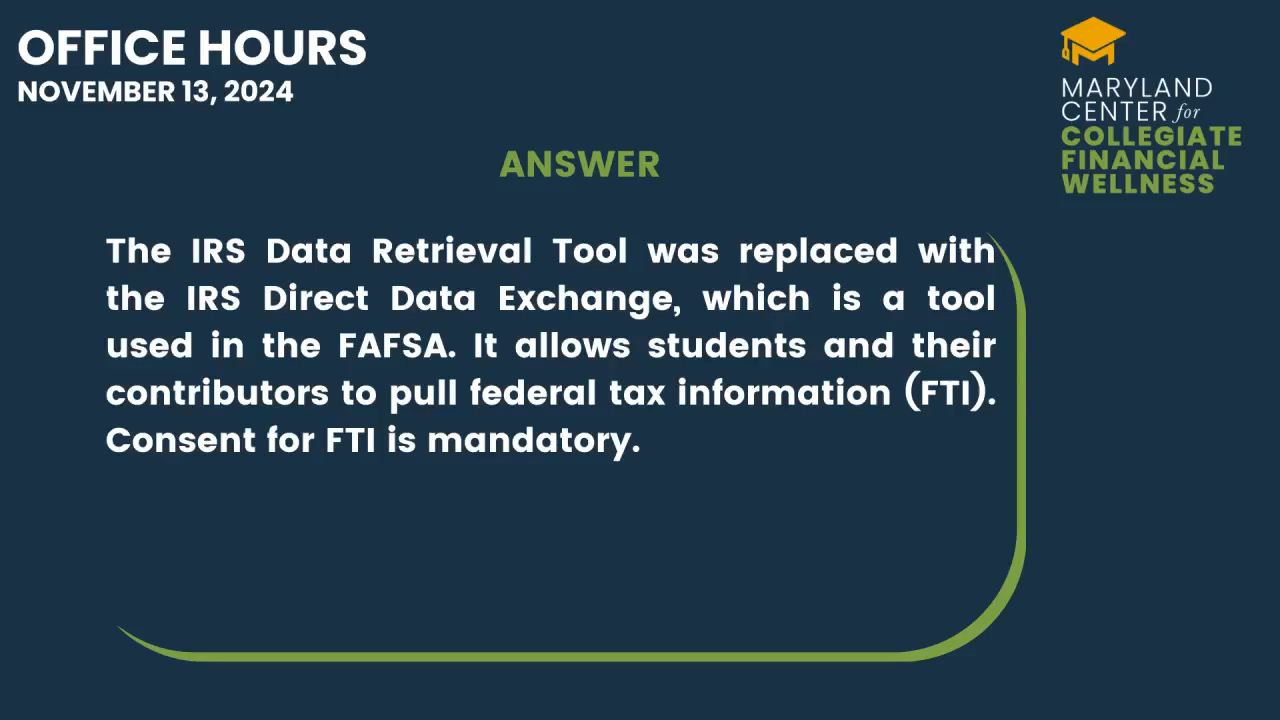 OFFICE HOURS
NOVEMBER 13, 2024
MARYLAND
CENTER for
COLLEGIATE
FINANCIAL
WELLNESS
ANSWER
The IRS Data Retrieval Tool was replaced with
the IRS Direct Data Exchange, which is a tool
used in the FAFSA. It allows students and their
contributors to pull federal tax information (FTI).
Consent for FTI is mandatory.